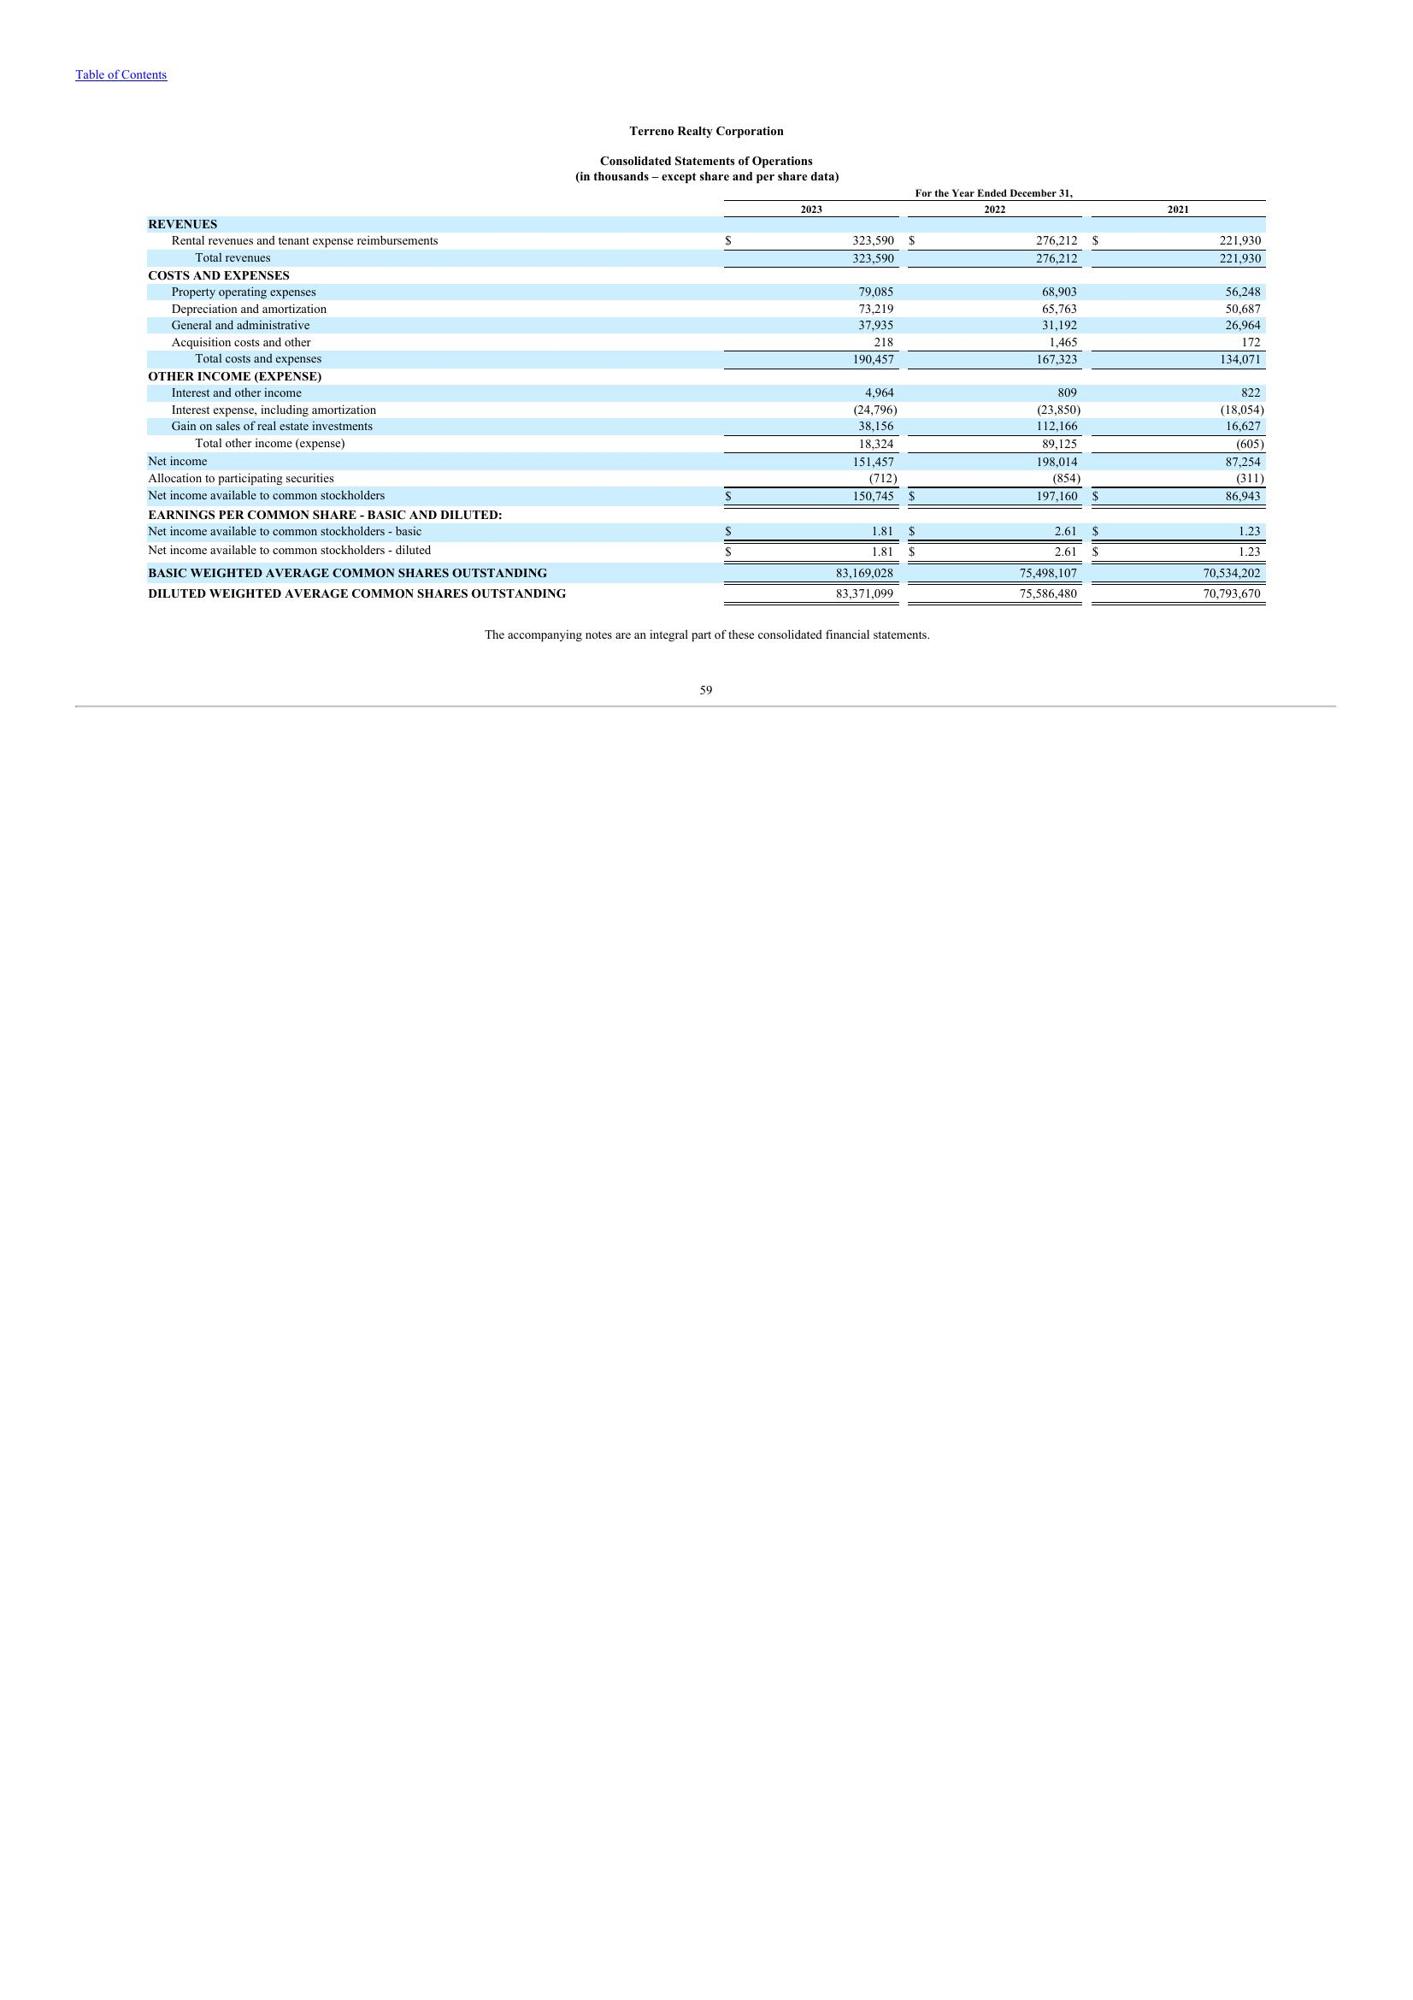 Table of Contents
Terreno Realty Corporation
Consolidated Statements of Operations
(in thousands – except share and per share data)
For the Year Ended December 31,
2023 2022 2021
REVENUES
Rental revenues and tenant expense reimbursements $ 323,590 $ 276,212 $ 221,930
Total revenues 323,590 276,212 221,930
COSTS AND EXPENSES
Property operating expenses 79,085 68,903 56,248
Depreciation and amortization 73,219 65,763 50,687
General and administrative 37,935 31,192 26,964
Acquisition costs and other 218 1,465 172
Total costs and expenses 190,457 167,323 134,071
OTHER INCOME (EXPENSE)
Interest and other income 4,964 809 822
Interest expense, including amortization (24,796) (23,850) (18,054)
Gain on sales of real estate investments 38,156 112,166 16,627
Total other income (expense) 18,324 89,125 (605)
Net income 151,457 198,014 87,254
Allocation to participating securities (712) (854) (311)
Net income available to common stockholders $ 150,745 $ 197,160 $ 86,943
EARNINGS PER COMMON SHARE - BASIC AND DILUTED:
Net income available to common stockholders - basic $ 1.81 $ 2.61 $ 1.23
Net income available to common stockholders - diluted $ 1.81 $ 2.61 $ 1.23
BASIC WEIGHTED AVERAGE COMMON SHARES OUTSTANDING 83,169,028 75,498,107 70,534,202
DILUTED WEIGHTED AVERAGE COMMON SHARES OUTSTANDING 83,371,099 75,586,480 70,793,670
The accompanying notes are an integral part of these consolidated financial statements.
59